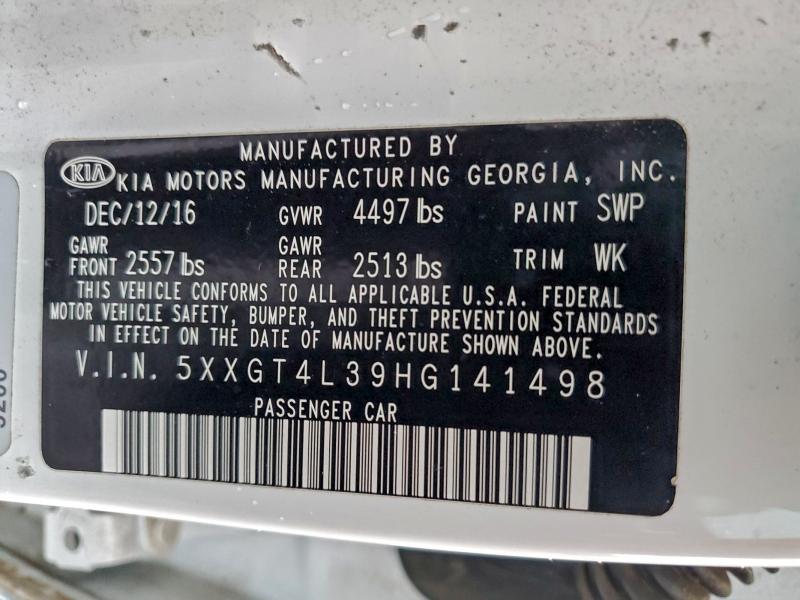 MANUFACTURED BY
KIA KIA MOTORS MANUFACTURING GEORGIA, INC.
DEC/12/16 GVWR 4497 lbs PAINT SWP
GAWR FRONT 2557 lbs GAWR REAR 2513 lbs TRIM WK
THIS VEHICLE CONFORMS TO ALL APPLICABLE U.S.A. FEDERAL
MOTOR VEHICLE SAFETY, BUMPER, AND THEFT PREVENTION STANDARDS
IN EFFECT ON THE DATE OF MANUFACTURE SHOWN ABOVE.
V.I.N. 5XXGT4L39HG141498
PASSENGER CAR